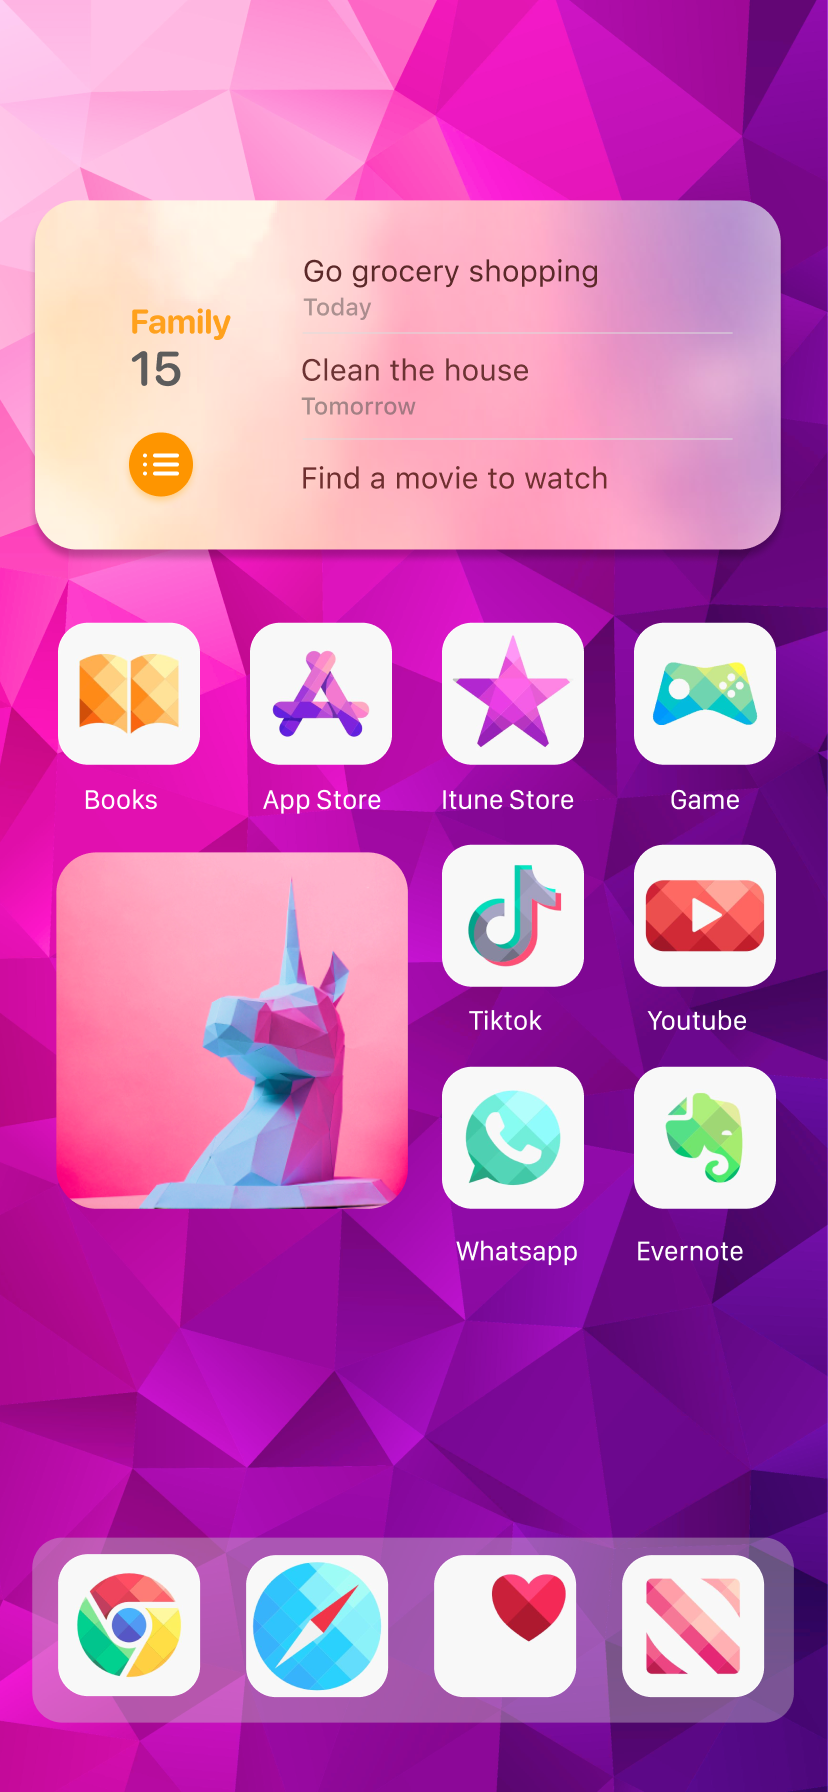 Family
15
Go grocery shopping
Today
Clean the house
Tomorrow
Find a movie to watch
Books
App Store
Itune Store
Game
Tiktok
Youtube
Whatsapp
Evernote